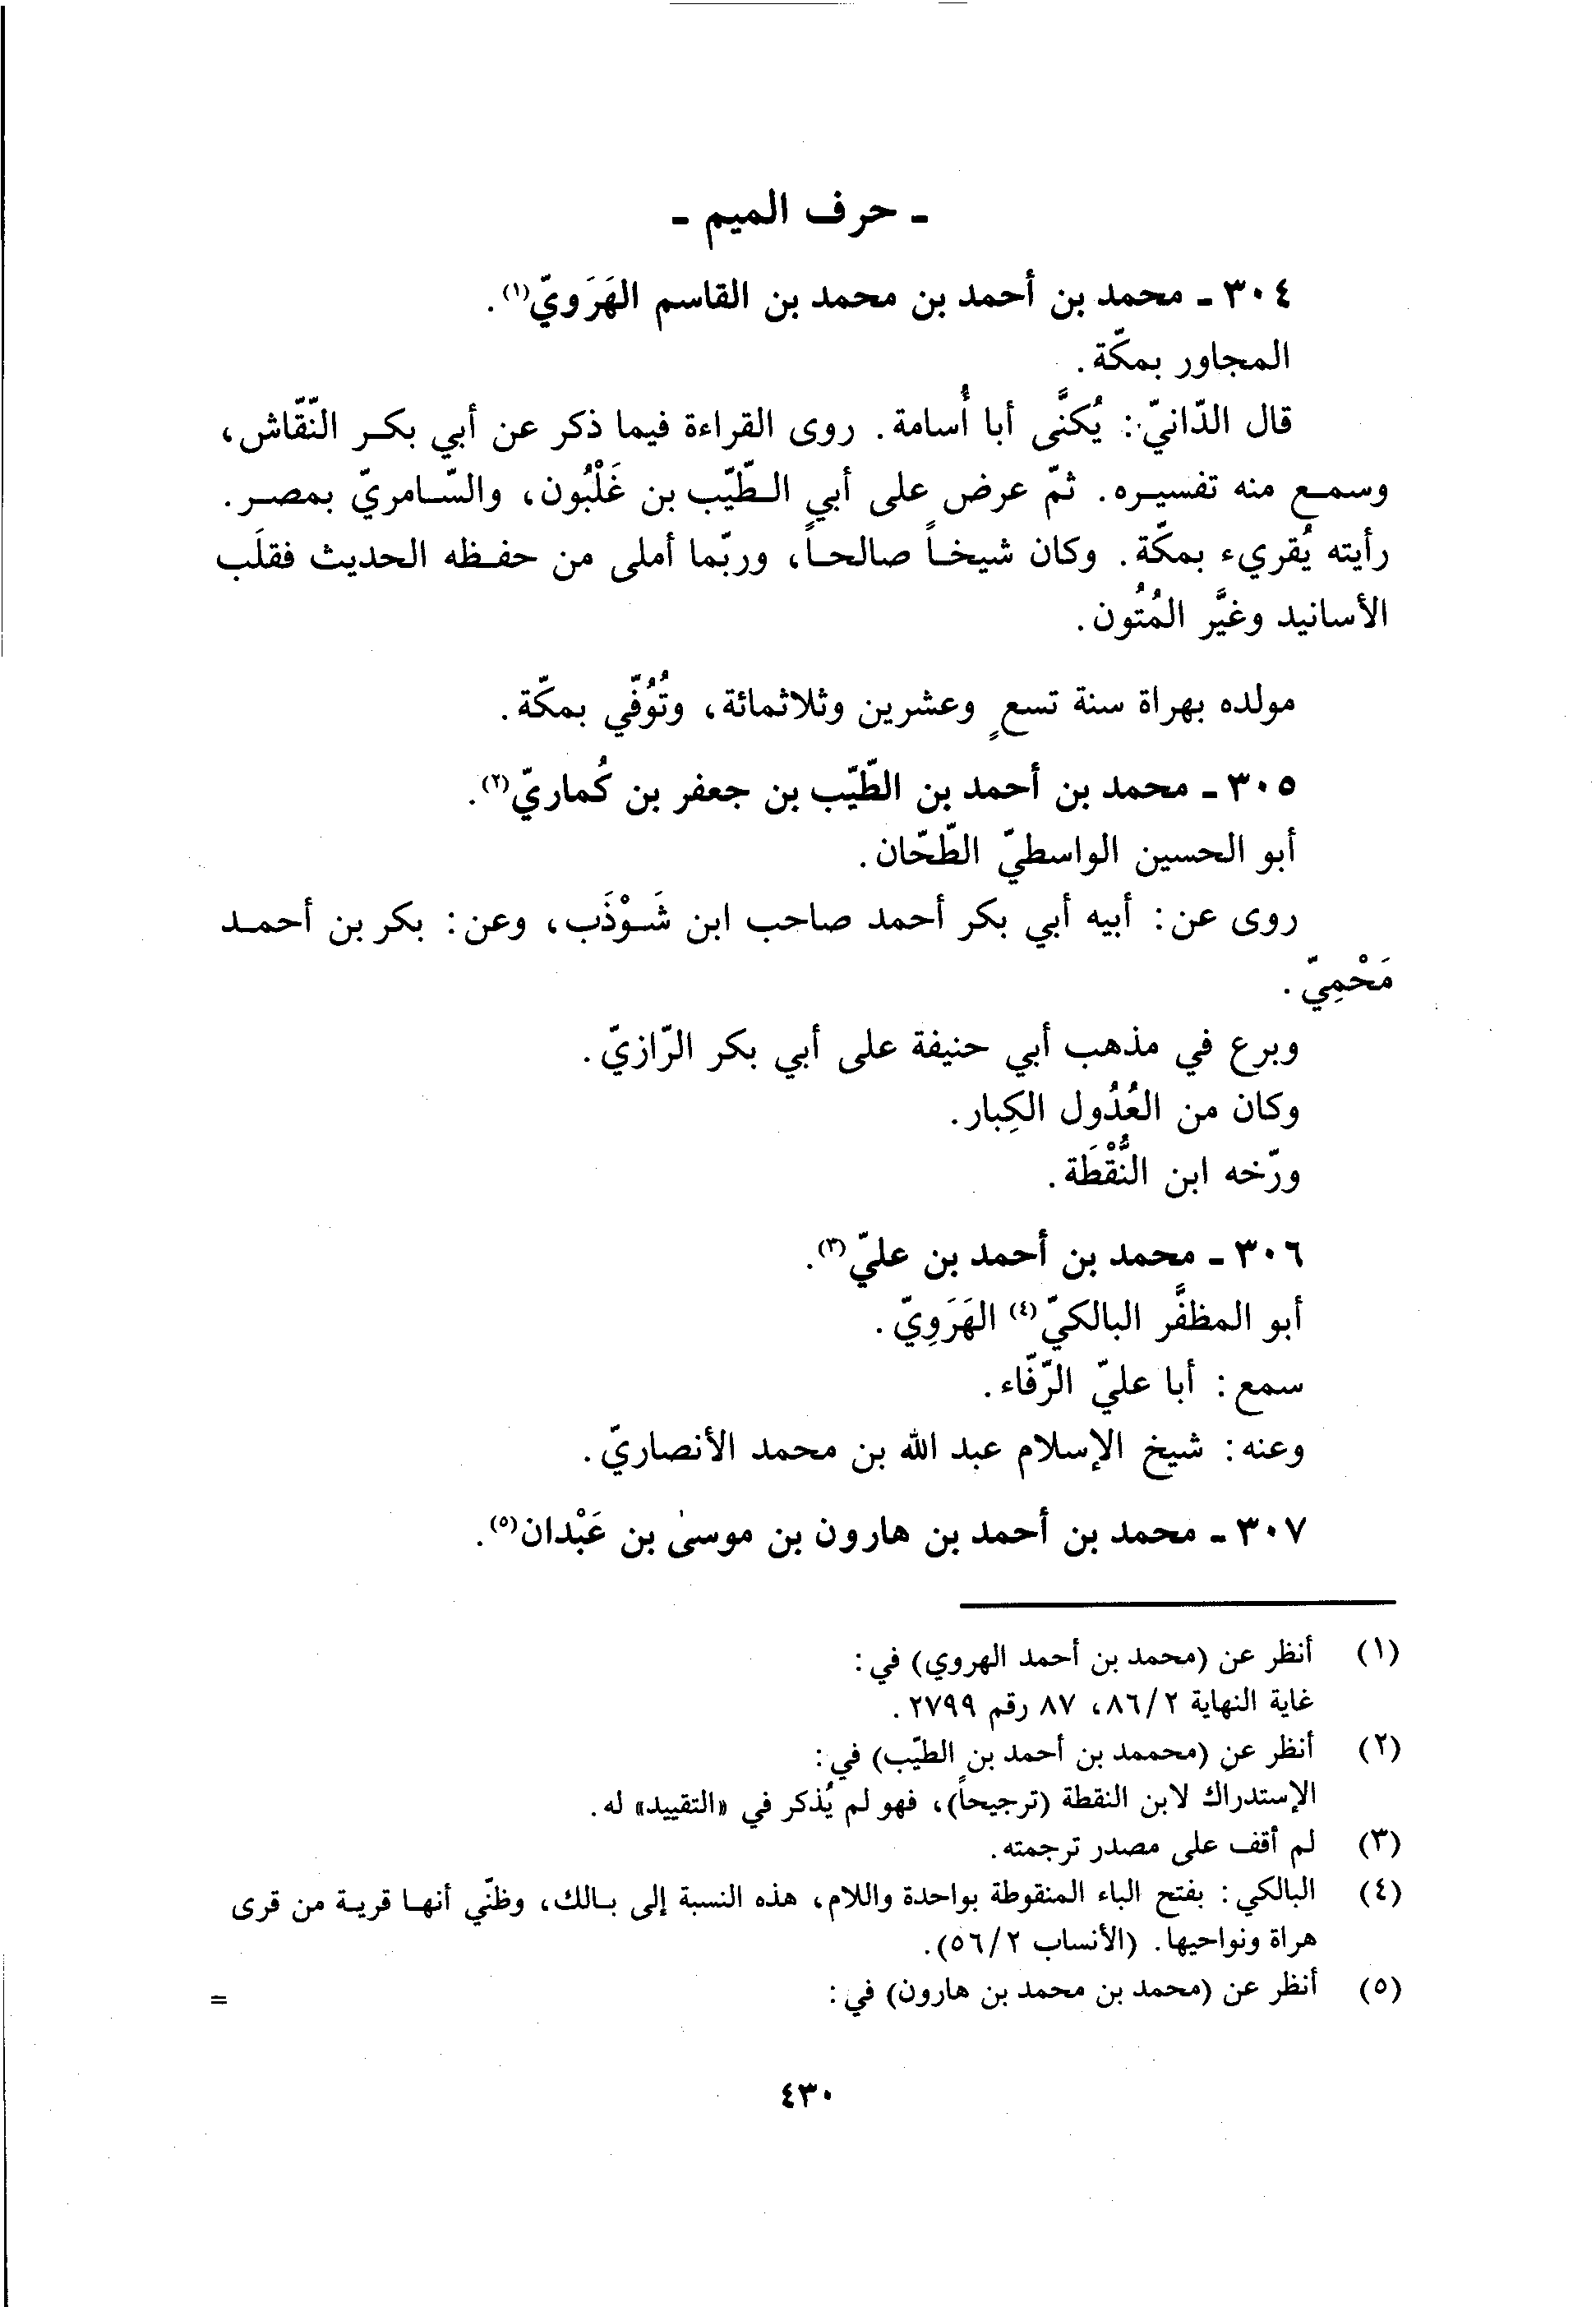 ـ حرف الميم ـ
٣٠٤ ـ محمد بن أحمد بن محمد بن القاسم الهَرَويّ(١).
المجاور بمكّة.
قال الدّانيّ: يُكنَّى أبا أُسامة. روى القراءة فيما ذكر عن أبي بكر النّقّاش،
وسمع منه تفسيره. ثمّ عرض على أبي الطّيّب بن غَلْبُون، والسّامريّ بمصر.
رأيته يُقريء بمكّة. وكان شيخاً صالحاً، وربّما أملى من حفظه الحديث فقلَب
الأسانيد وغيَّر المُتُون.
مولده بهراة سنة تسعٍ وعشرين وثلاثمائة، وتُوُفّي بمكّة.
٣٠٥ ـ محمد بن أحمد بن الطّيّب بن جعفر بن كُماريّ(٢).
أبو الحسين الواسطيّ الطّحّان.
روى عن: أبيه أبي بكر أحمد صاحب ابن شَوْذَب، وعن: بكر بن أحمد
مَحْمِيّ.
وبرع في مذهب أبي حنيفة على أبي بكر الرّازيّ.
وكان من العُدُول الكِبار.
ورّخه ابن النُّقْطَة.
٣٠٦ ـ محمد بن أحمد بن عليّ(٣).
أبو المظفَّر البالكيّ(٤) الهَرَوِيّ.
سمع: أبا عليّ الرّفّاء.
وعنه: شيخ الإسلام عبد الله بن محمد الأنصاريّ.
٣٠٧ ـ محمد بن أحمد بن هارون بن موسىٰ بن عَبْدان(٥).
(١) أنظر عن (محمد بن أحمد الهروي) في:
غاية النهاية ٨٦/٢، ٨٧ رقم ٢٧٩٩.
(٢) أنظر عن (محممد بن أحمد بن الطيّب) في:
الإستدراك لابن النقطة (ترجيحاً)، فهو لم يُذكر في «التقييد» له.
(٣) لم أقف على مصدر ترجمته.
(٤) البالكي: بفتح الباء المنقوطة بواحدة واللام، هذه النسبة إلى بالك، وظنّي أنها قرية من قرى
هراة ونواحيها. (الأنساب ٥٦/٢).
(٥) أنظر عن (محمد بن محمد بن هارون) في: =
٤٣٠